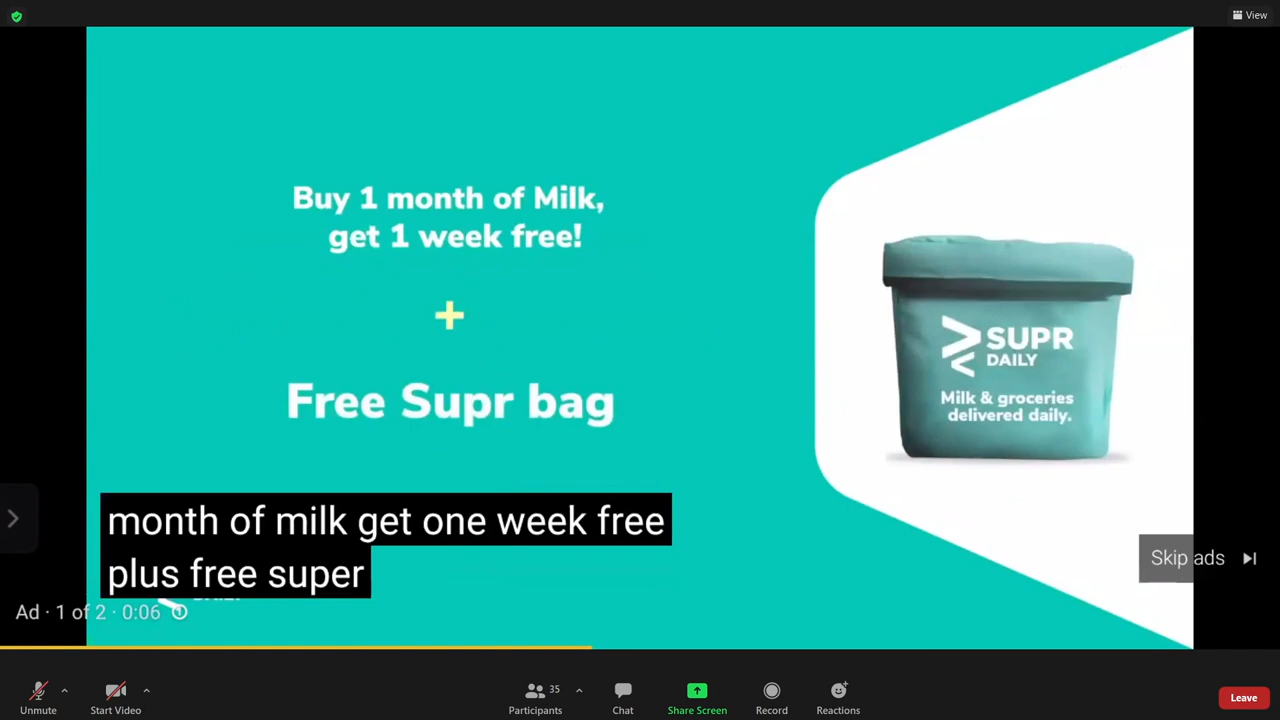 View
Buy 1 month of Milk,
get 1 week free!
+
Free Supr bag
SUPR
DAILY
Milk & groceries
delivered daily.
month of milk get one week free
plus free super
Skip ads
Ad · 1 of 2 · 0:06
Unmute
Start Video
35
Participants
Chat
Share Screen
Record
Reactions
Leave